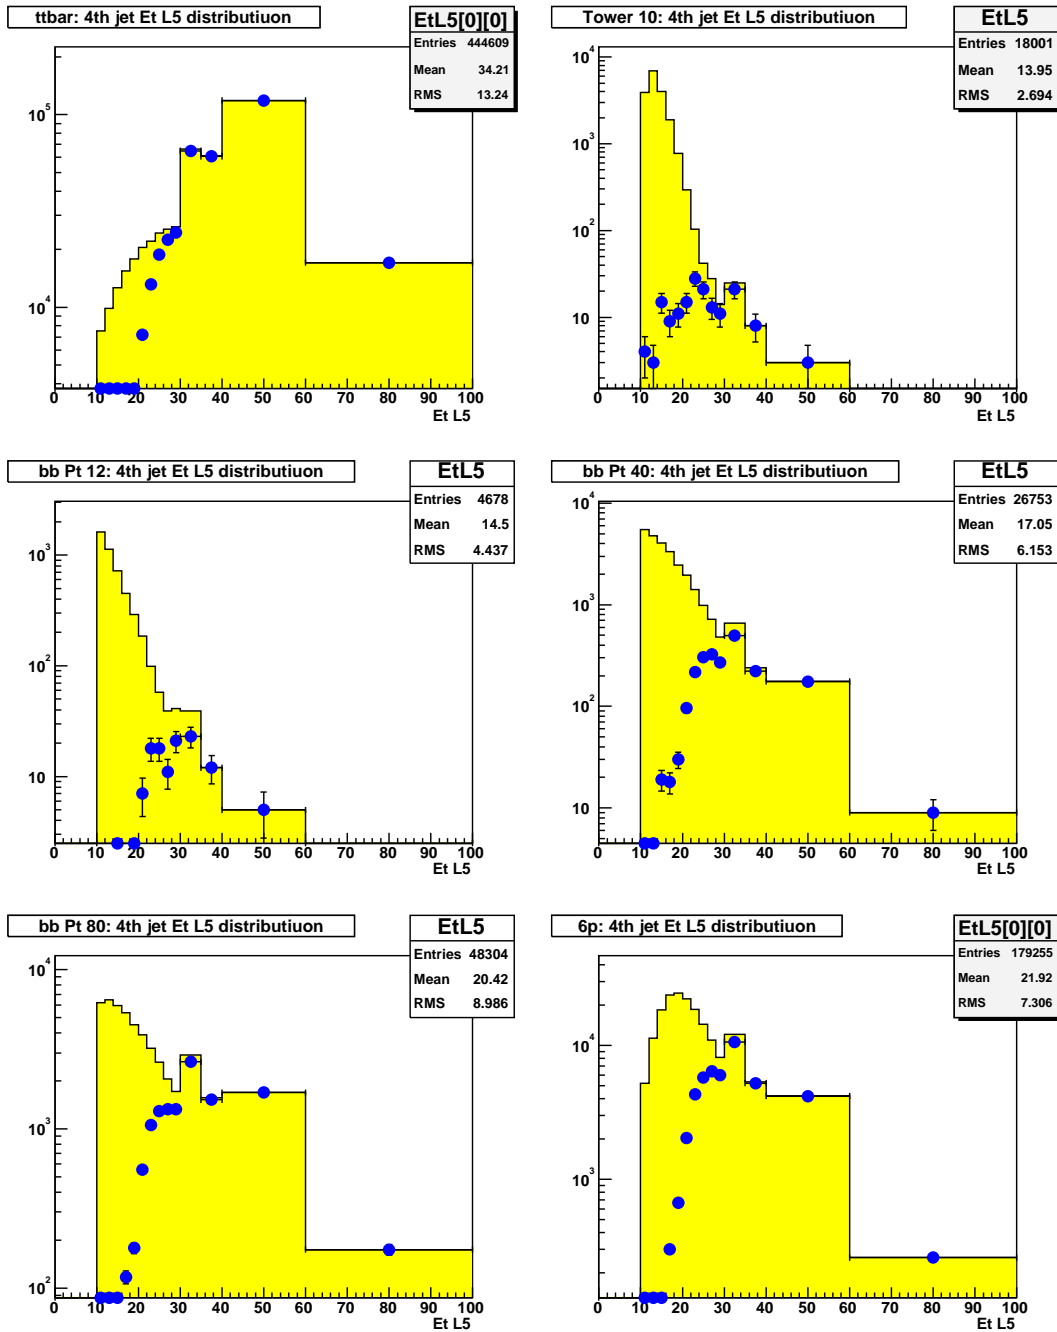 ttbar: 4th jet Et L5 distributiuon
EtL5[0][0]
Entries 444609
Mean 34.21
RMS 13.24
10^5
10^4
0 10 20 30 40 50 60 70 80 90 100
Et L5
Tower 10: 4th jet Et L5 distributiuon
EtL5
Entries 18001
Mean 13.95
RMS 2.694
10^4
10^3
10^2
10
0 10 20 30 40 50 60 70 80 90 100
Et L5
bb Pt 12: 4th jet Et L5 distributiuon
EtL5
Entries 4678
Mean 14.5
RMS 4.437
10^3
10^2
10
0 10 20 30 40 50 60 70 80 90 100
Et L5
bb Pt 40: 4th jet Et L5 distributiuon
EtL5
Entries 26753
Mean 17.05
RMS 6.153
10^4
10^3
10^2
10
0 10 20 30 40 50 60 70 80 90 100
Et L5
bb Pt 80: 4th jet Et L5 distributiuon
EtL5
Entries 48304
Mean 20.42
RMS 8.986
10^4
10^3
10^2
0 10 20 30 40 50 60 70 80 90 100
Et L5
6p: 4th jet Et L5 distributiuon
EtL5[0][0]
Entries 179255
Mean 21.92
RMS 7.306
10^4
10^3
0 10 20 30 40 50 60 70 80 90 100
Et L5